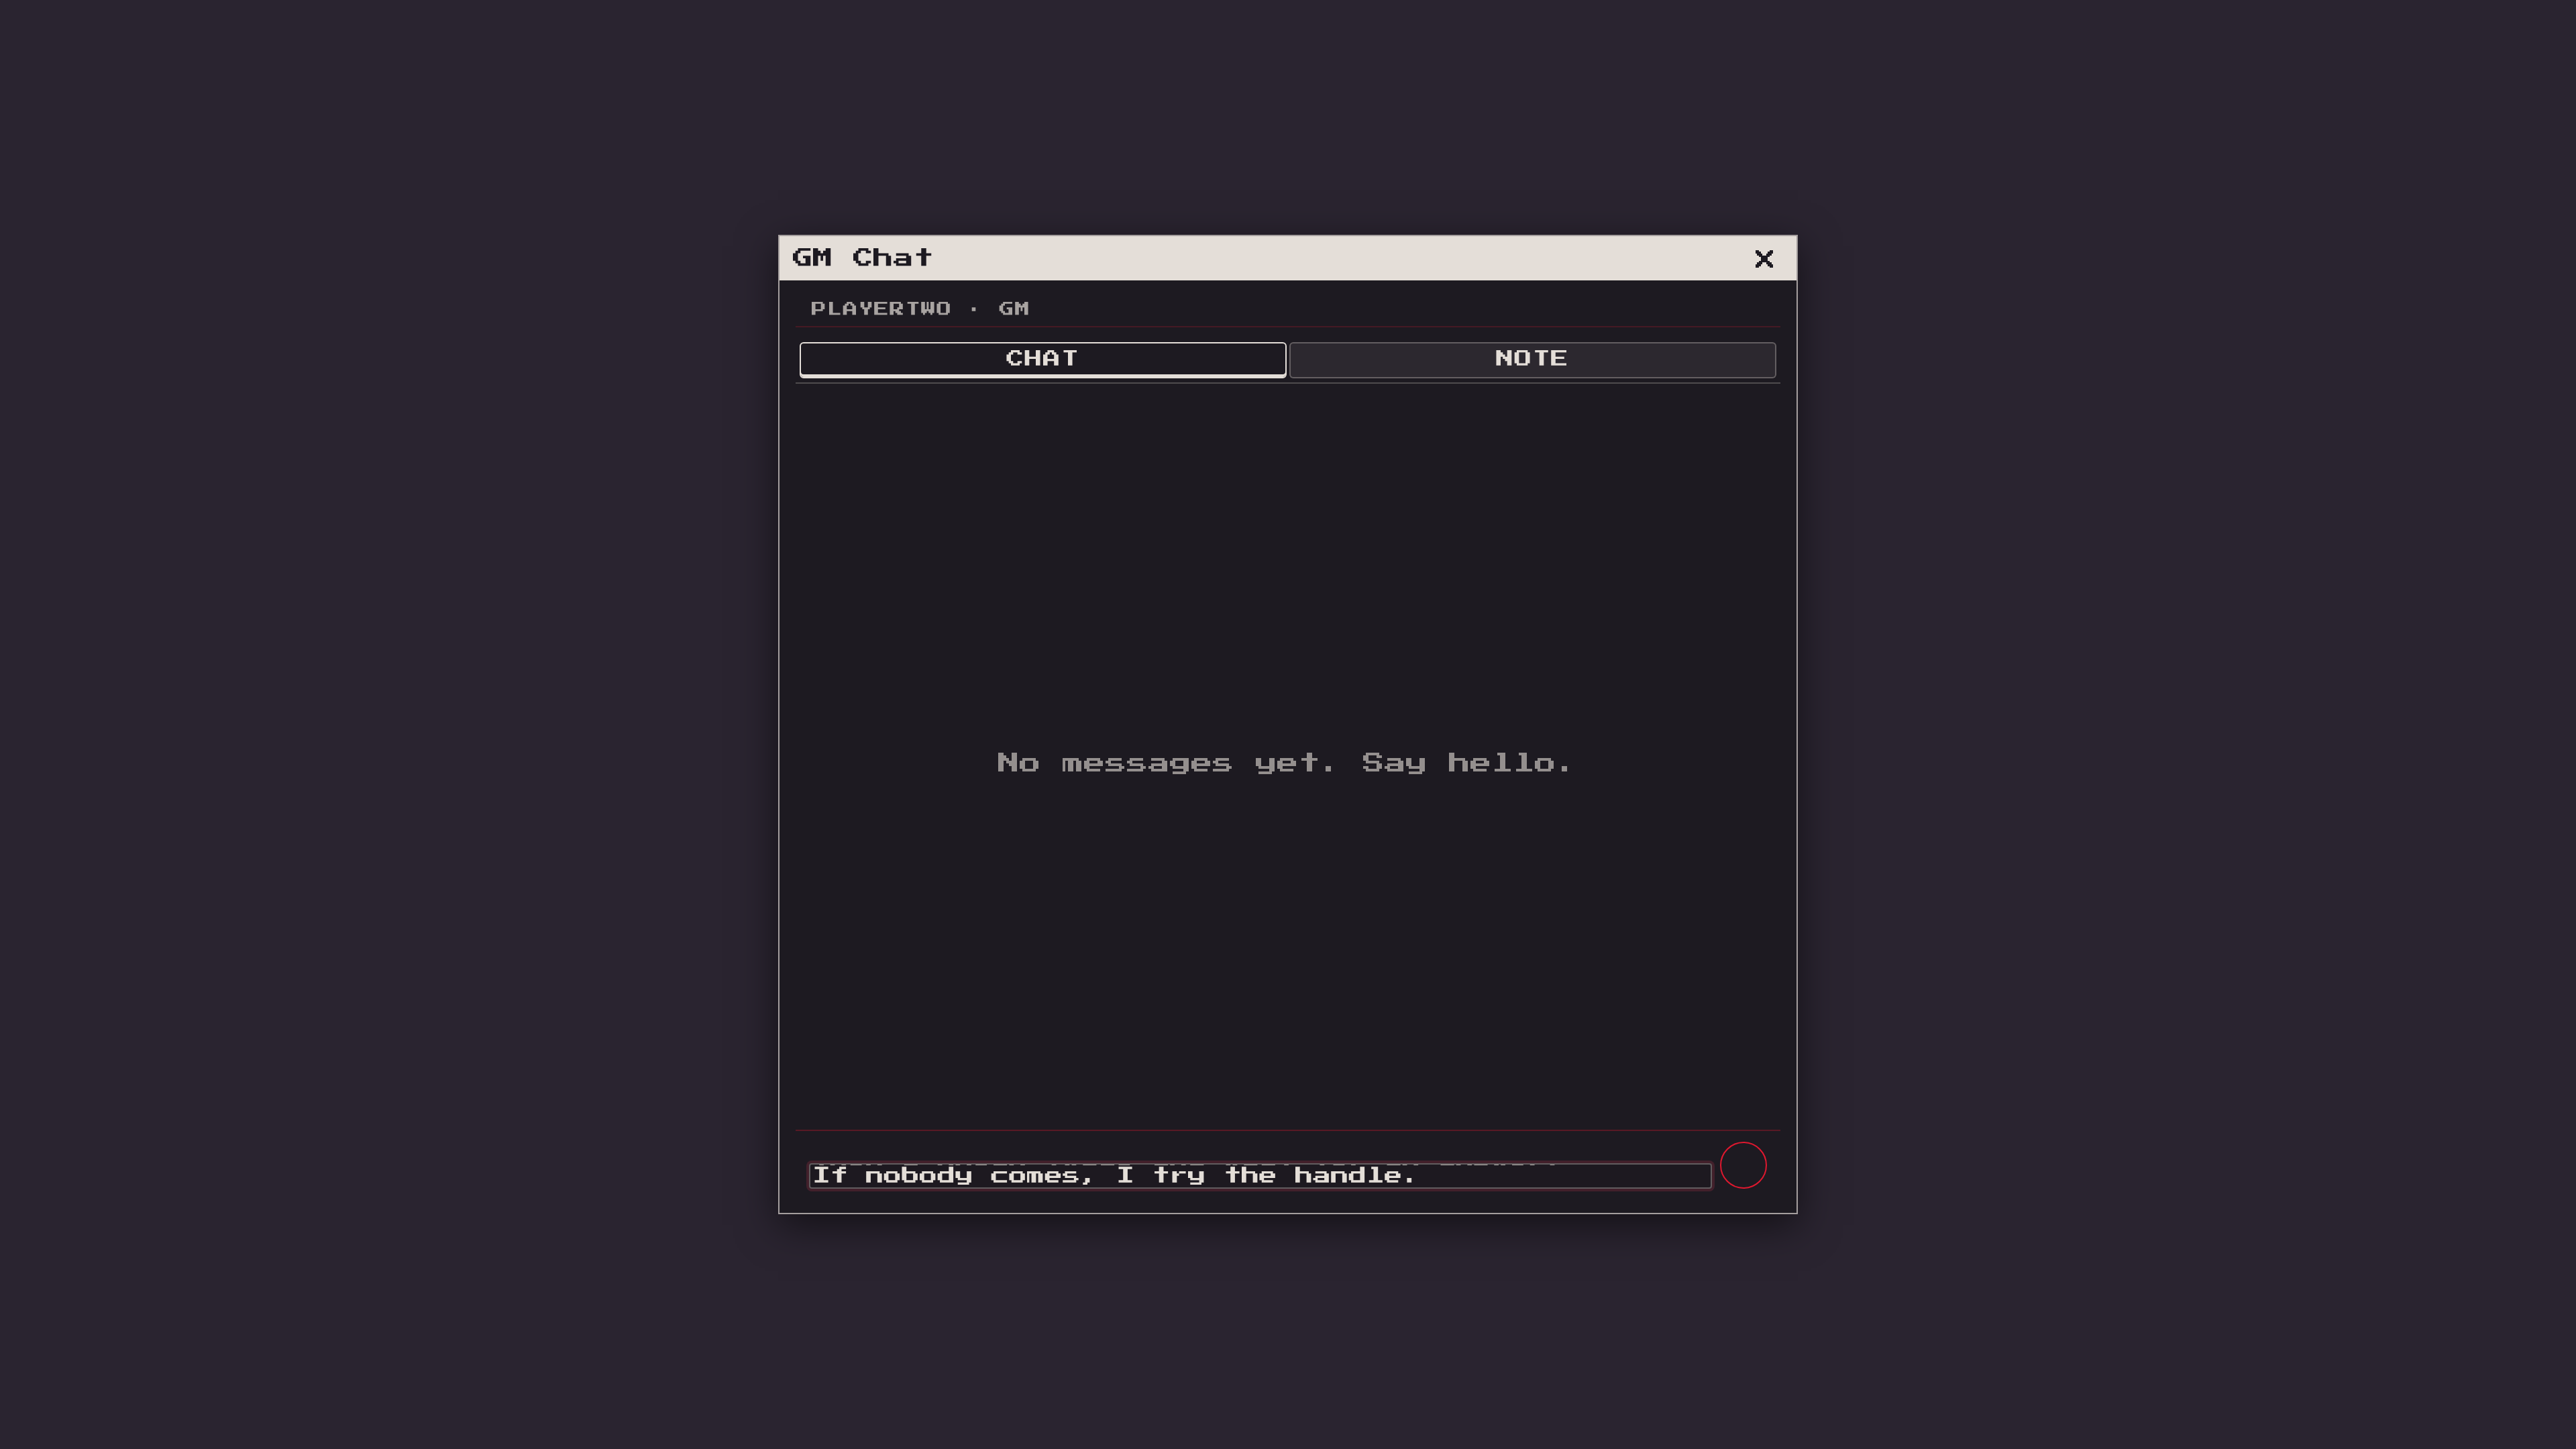 GM Chat
PLAYERTWO · GM
CHAT
NOTE
No messages yet. Say hello.
If nobody comes, I try the handle.